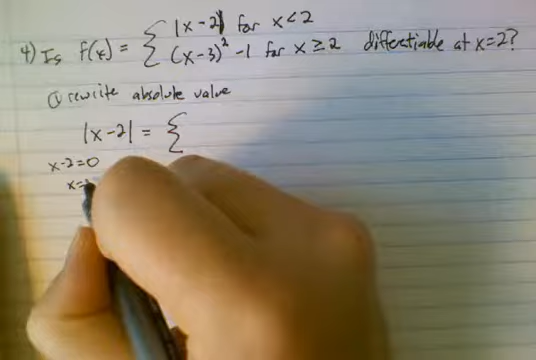 4) Is f(x) = { |x-2| for x<2
(x-3)² -1 for x≥2 differetiable at x=2?
① rewrite absolute value
|x-2| = {
x-2=0
x=